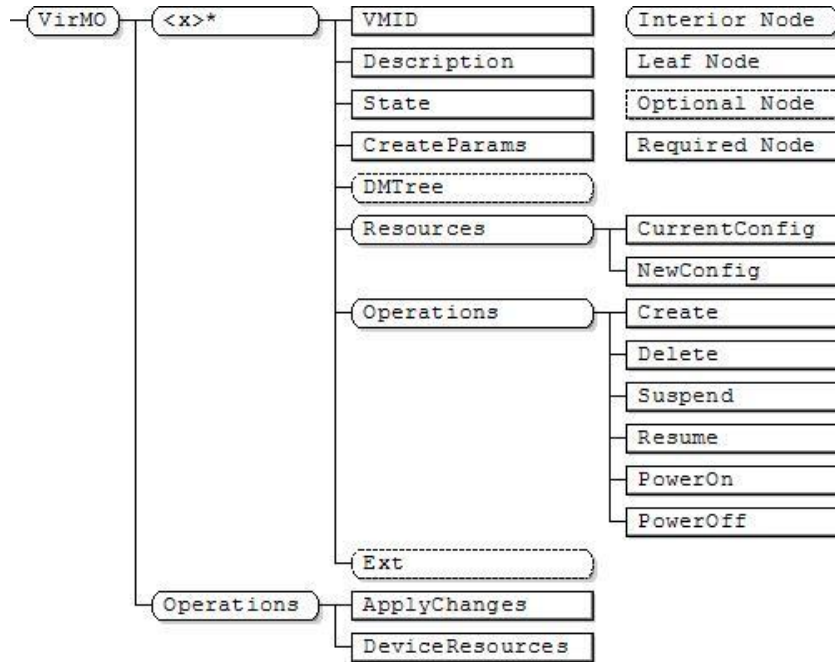 VirMO <x>* VMID Interior Node
Description Leaf Node
State Optional Node
CreateParams Required Node
DMTree
Resources CurrentConfig
NewConfig
Operations Create
Delete
Suspend
Resume
PowerOn
PowerOff
Ext
Operations ApplyChanges
DeviceResources